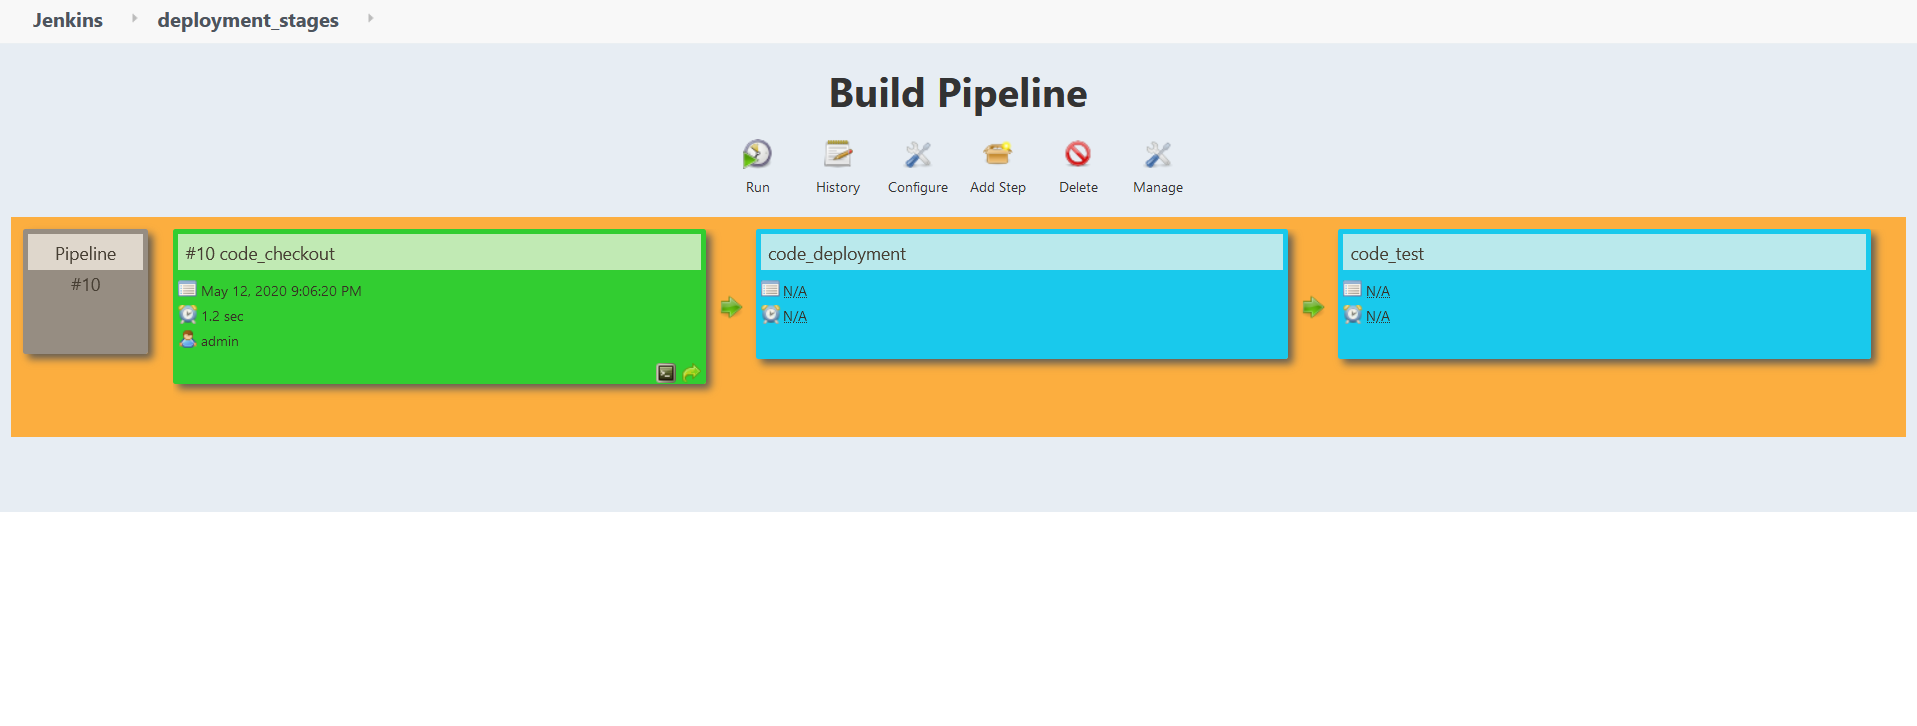 Jenkins deployment_stages
Build Pipeline
Run History Configure Add Step Delete Manage
Pipeline
#10
#10 code_checkout
May 12, 2020 9:06:20 PM
1.2 sec
admin
code_deployment
N/A
N/A
code_test
N/A
N/A